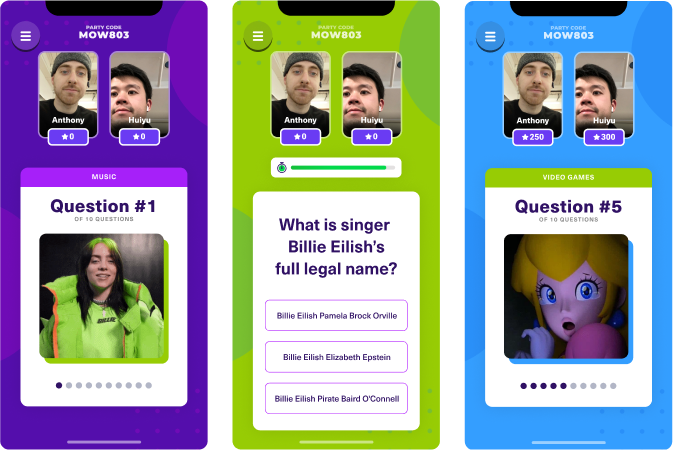 PARTY CODE
MOW803
Anthony
Huiyu
★0
★0
MUSIC
Question #1
OF 10 QUESTIONS
BILLIE
PARTY CODE
MOW803
Anthony
Huiyu
★0
★0
What is singer
Billie Eilish’s
full legal name?
Billie Eilish Pamela Brock Orville
Billie Eilish Elizabeth Epstein
Billie Eilish Pirate Baird O'Connell
PARTY CODE
MOW803
Anthony
Huiyu
★250
★300
VIDEO GAMES
Question #5
OF 10 QUESTIONS